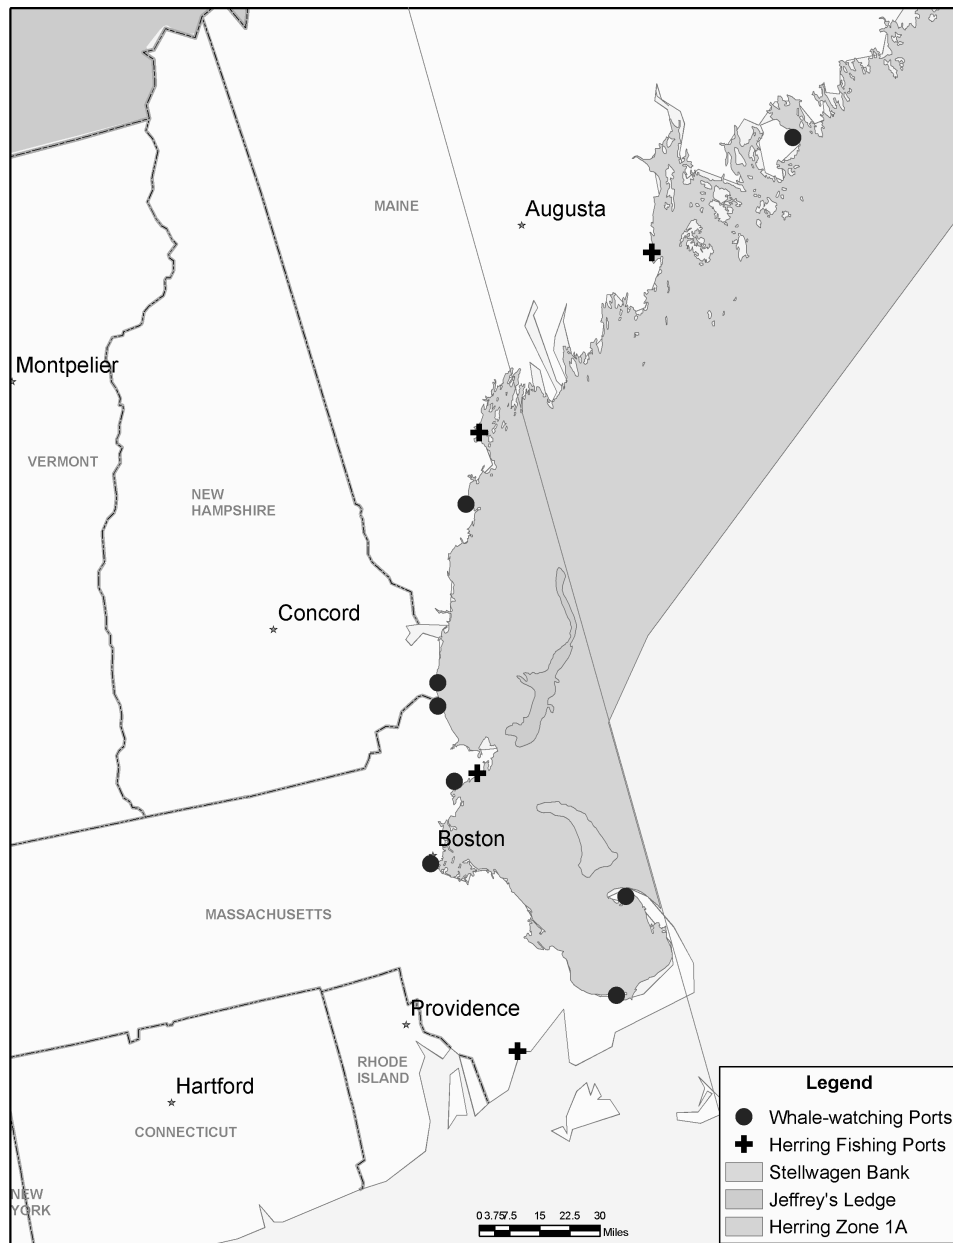 MAINE
Augusta
Montpelier
VERMONT
NEW
HAMPSHIRE
Concord
Boston
MASSACHUSETTS
Providence
RHODE
ISLAND
Hartford
CONNECTICUT
NEW
YORK
Legend
Whale-watching Ports
Herring Fishing Ports
Stellwagen Bank
Jeffrey's Ledge
Herring Zone 1A
0 3.75 7.5 15 22.5 30
Miles